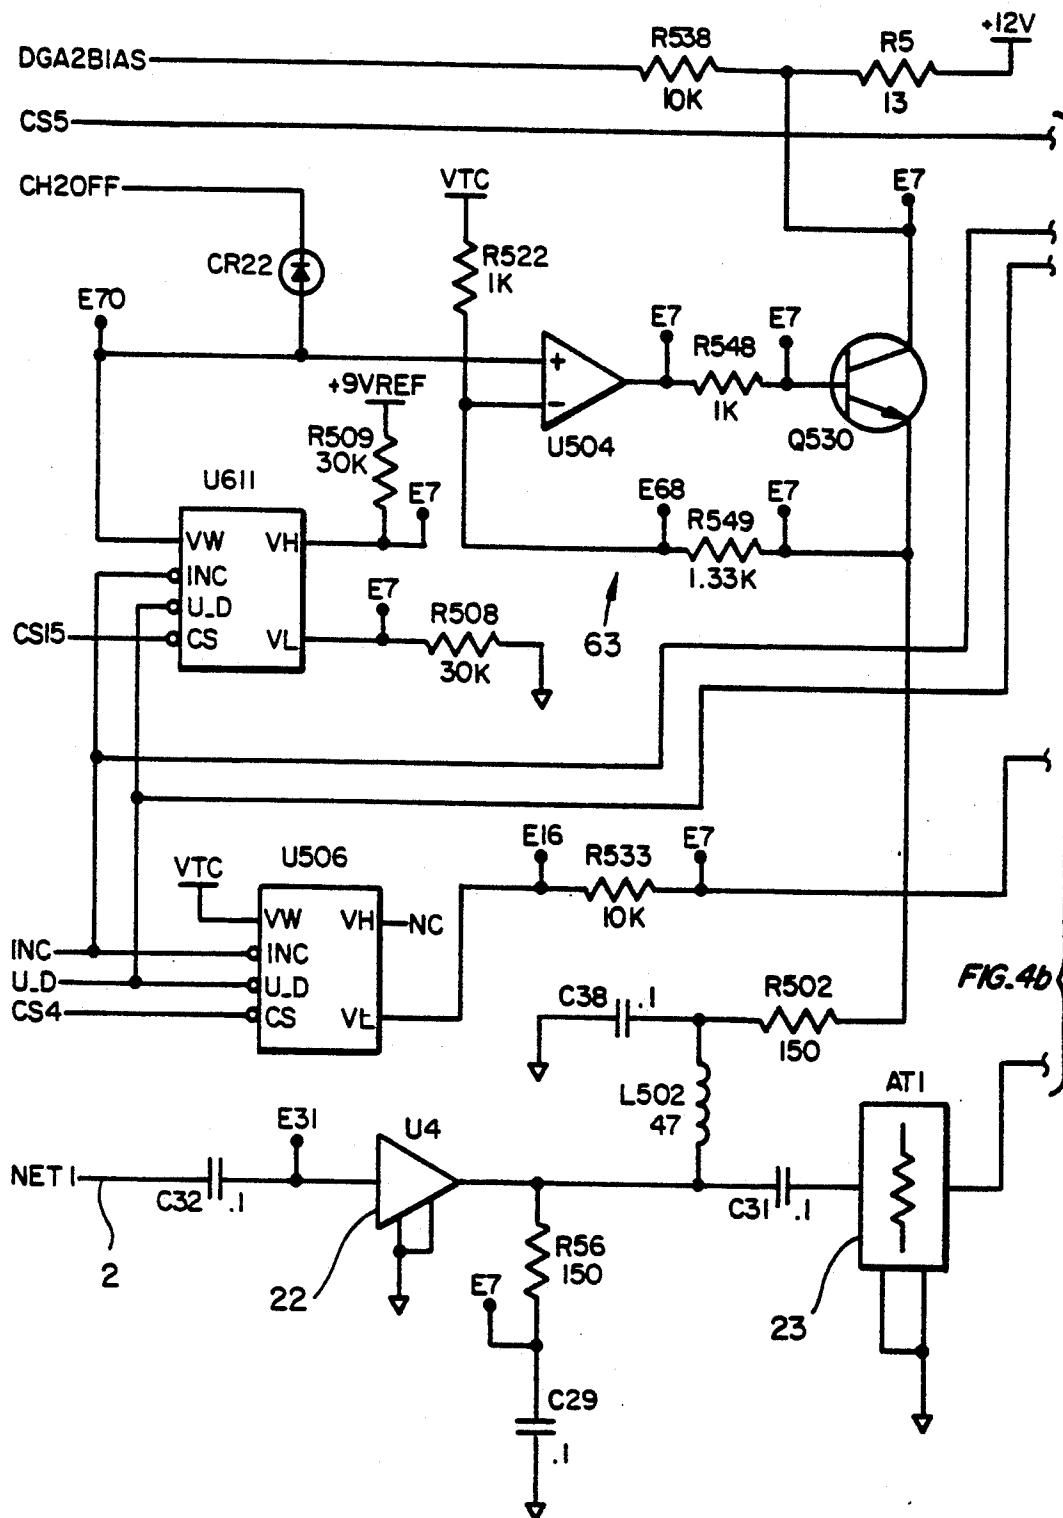 +12V
DGA2BIAS
R538
10K
R5
13
CS5
CH2OFF
VTC
E7
CR22
R522
1K
E70
E7
R548
1K
E7
+
-
U504
Q530
+9VREF
R509
30K
E7
U611
E68
R549
1.33K
E7
VW
VH
INC
U_D
CS
VL
CS15
E7
R508
30K
63
VTC
U506
E16
R533
10K
E7
VW
VH
NC
INC
INC
U_D
U_D
CS4
CS
VL
FIG. 4b
C38
.1
R502
150
L502
47
AT1
E31
U4
NET 1
C32
.1
C31
.1
2
22
R56
150
E7
23
C29
.1